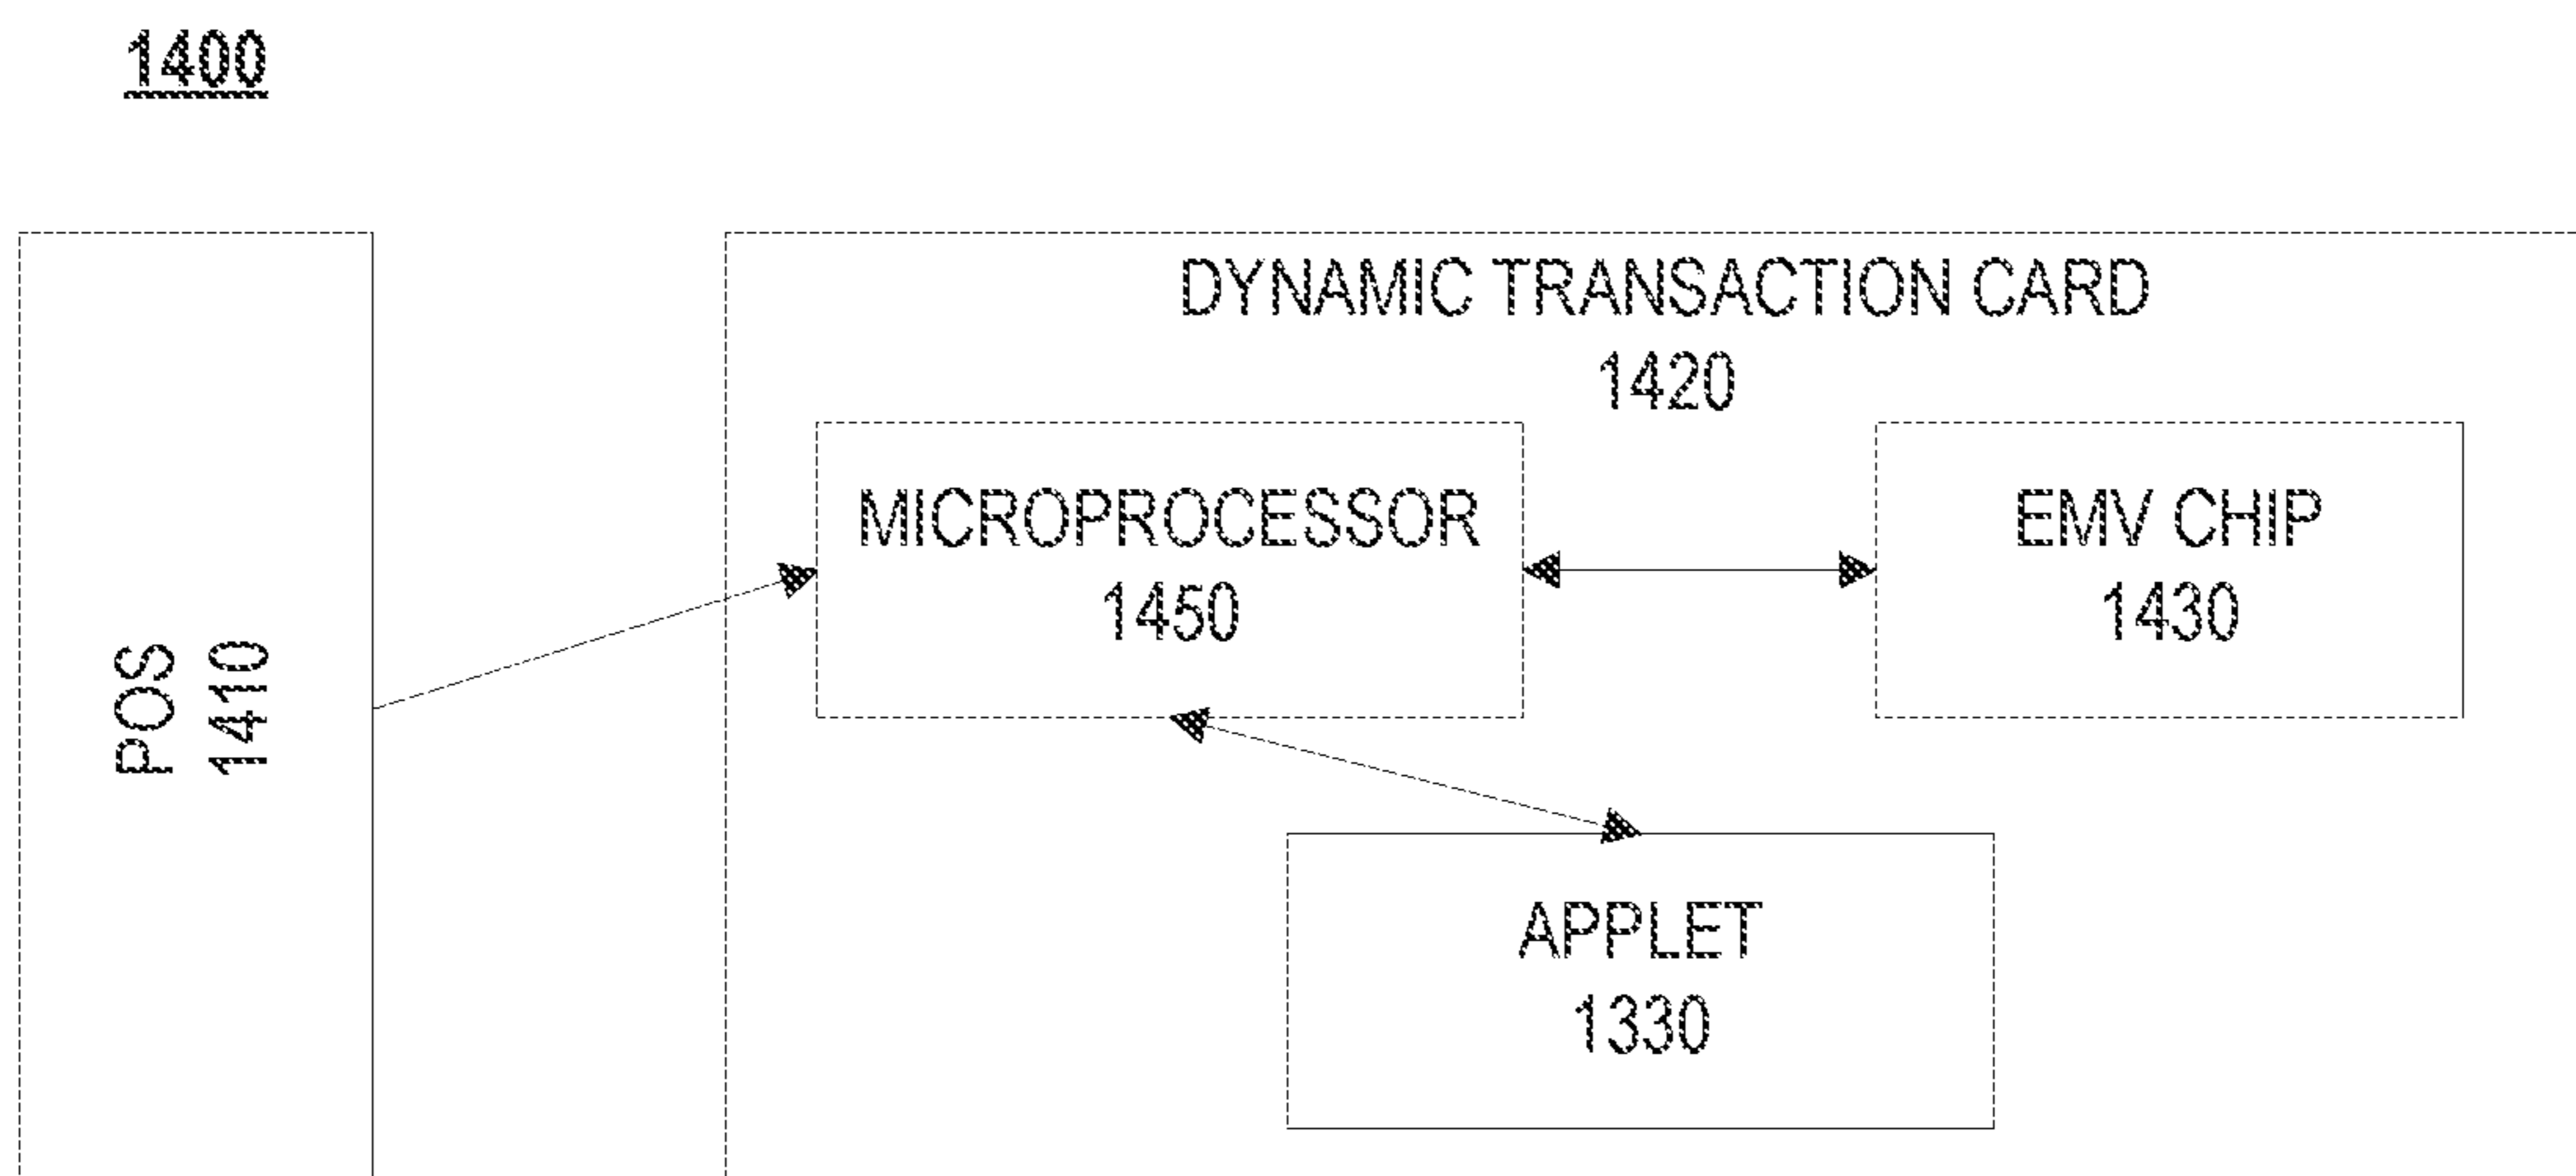 1400
POS
1410
DYNAMIC TRANSACTION CARD
1420
MICROPROCESSOR
1450
EMV CHIP
1430
APPLET
1330